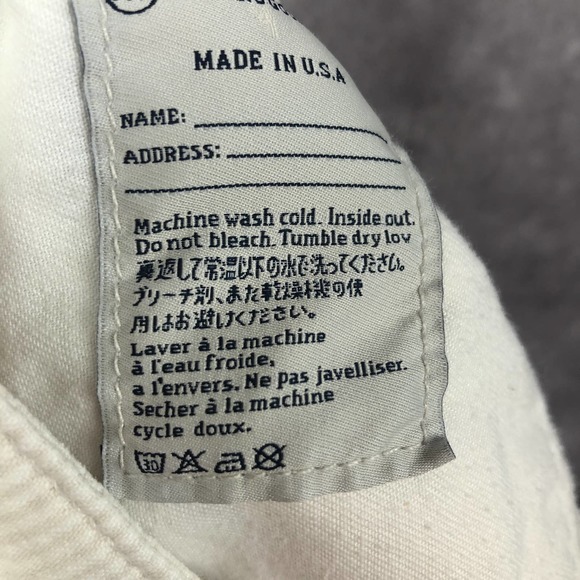 MADE IN U.S.A
NAME:
ADDRESS:
Machine wash cold. Inside out.
Do not bleach. Tumble dry low
裏返して常温以下の水で洗ってください。
ブリーチ剤、また乾燥機の使
用はお避けください。
Laver à la machine
à l'eau froide,
a l'envers. Ne pas javelliser.
Secher à la machine
cycle doux.
30